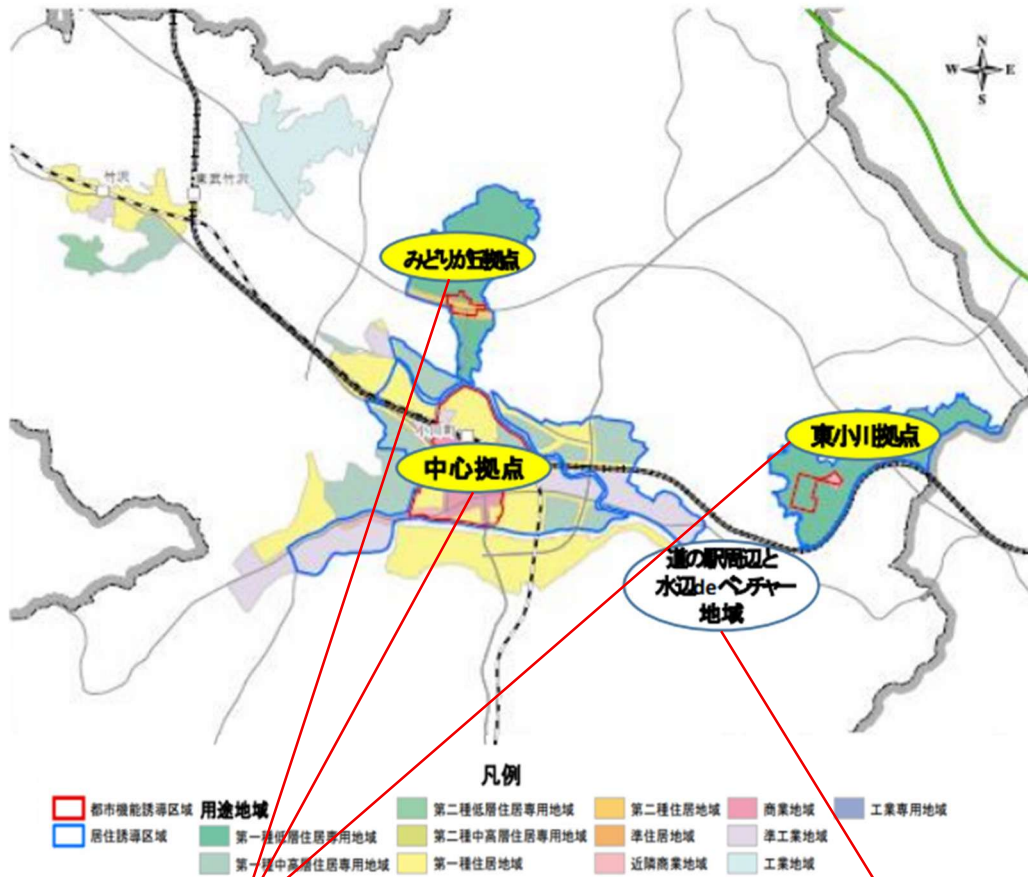 N
W E
S
竹沢
東武竹沢
みどりが丘拠点
小川町
東小川拠点
中心拠点
道の駅周辺と
水辺deベンチャー
地域
凡例
都市機能誘導区域
居住誘導区域
用途地域
第一種低層住居専用地域
第一種中高層住居専用地域
第二種低層住居専用地域
第二種中高層住居専用地域
第一種住居地域
第二種住居地域
準住居地域
近隣商業地域
商業地域
準工業地域
工業地域
工業専用地域